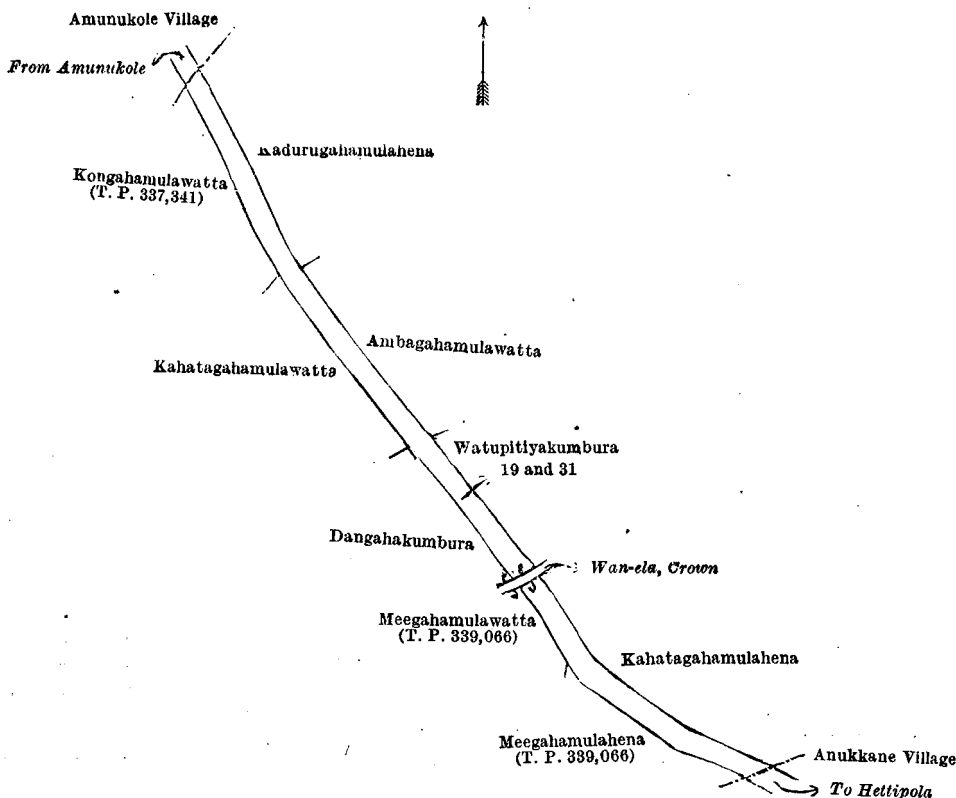 Amunukole Village
From Amunukole
Kadurugahamulahena
Kongahamulawatta
(T. P. 337,341)
Ambagahamulawatta
Kahatagahamulawatta
Watupitiyakumbura
19 and 31
Dangahakumbura
Wan-ela, Crown
Meegahamulawatta
(T. P. 339,066)
Kahatagahamulahena
Meegahamulahena
(T. P. 339,066)
Anukkane Village
To Hettipola